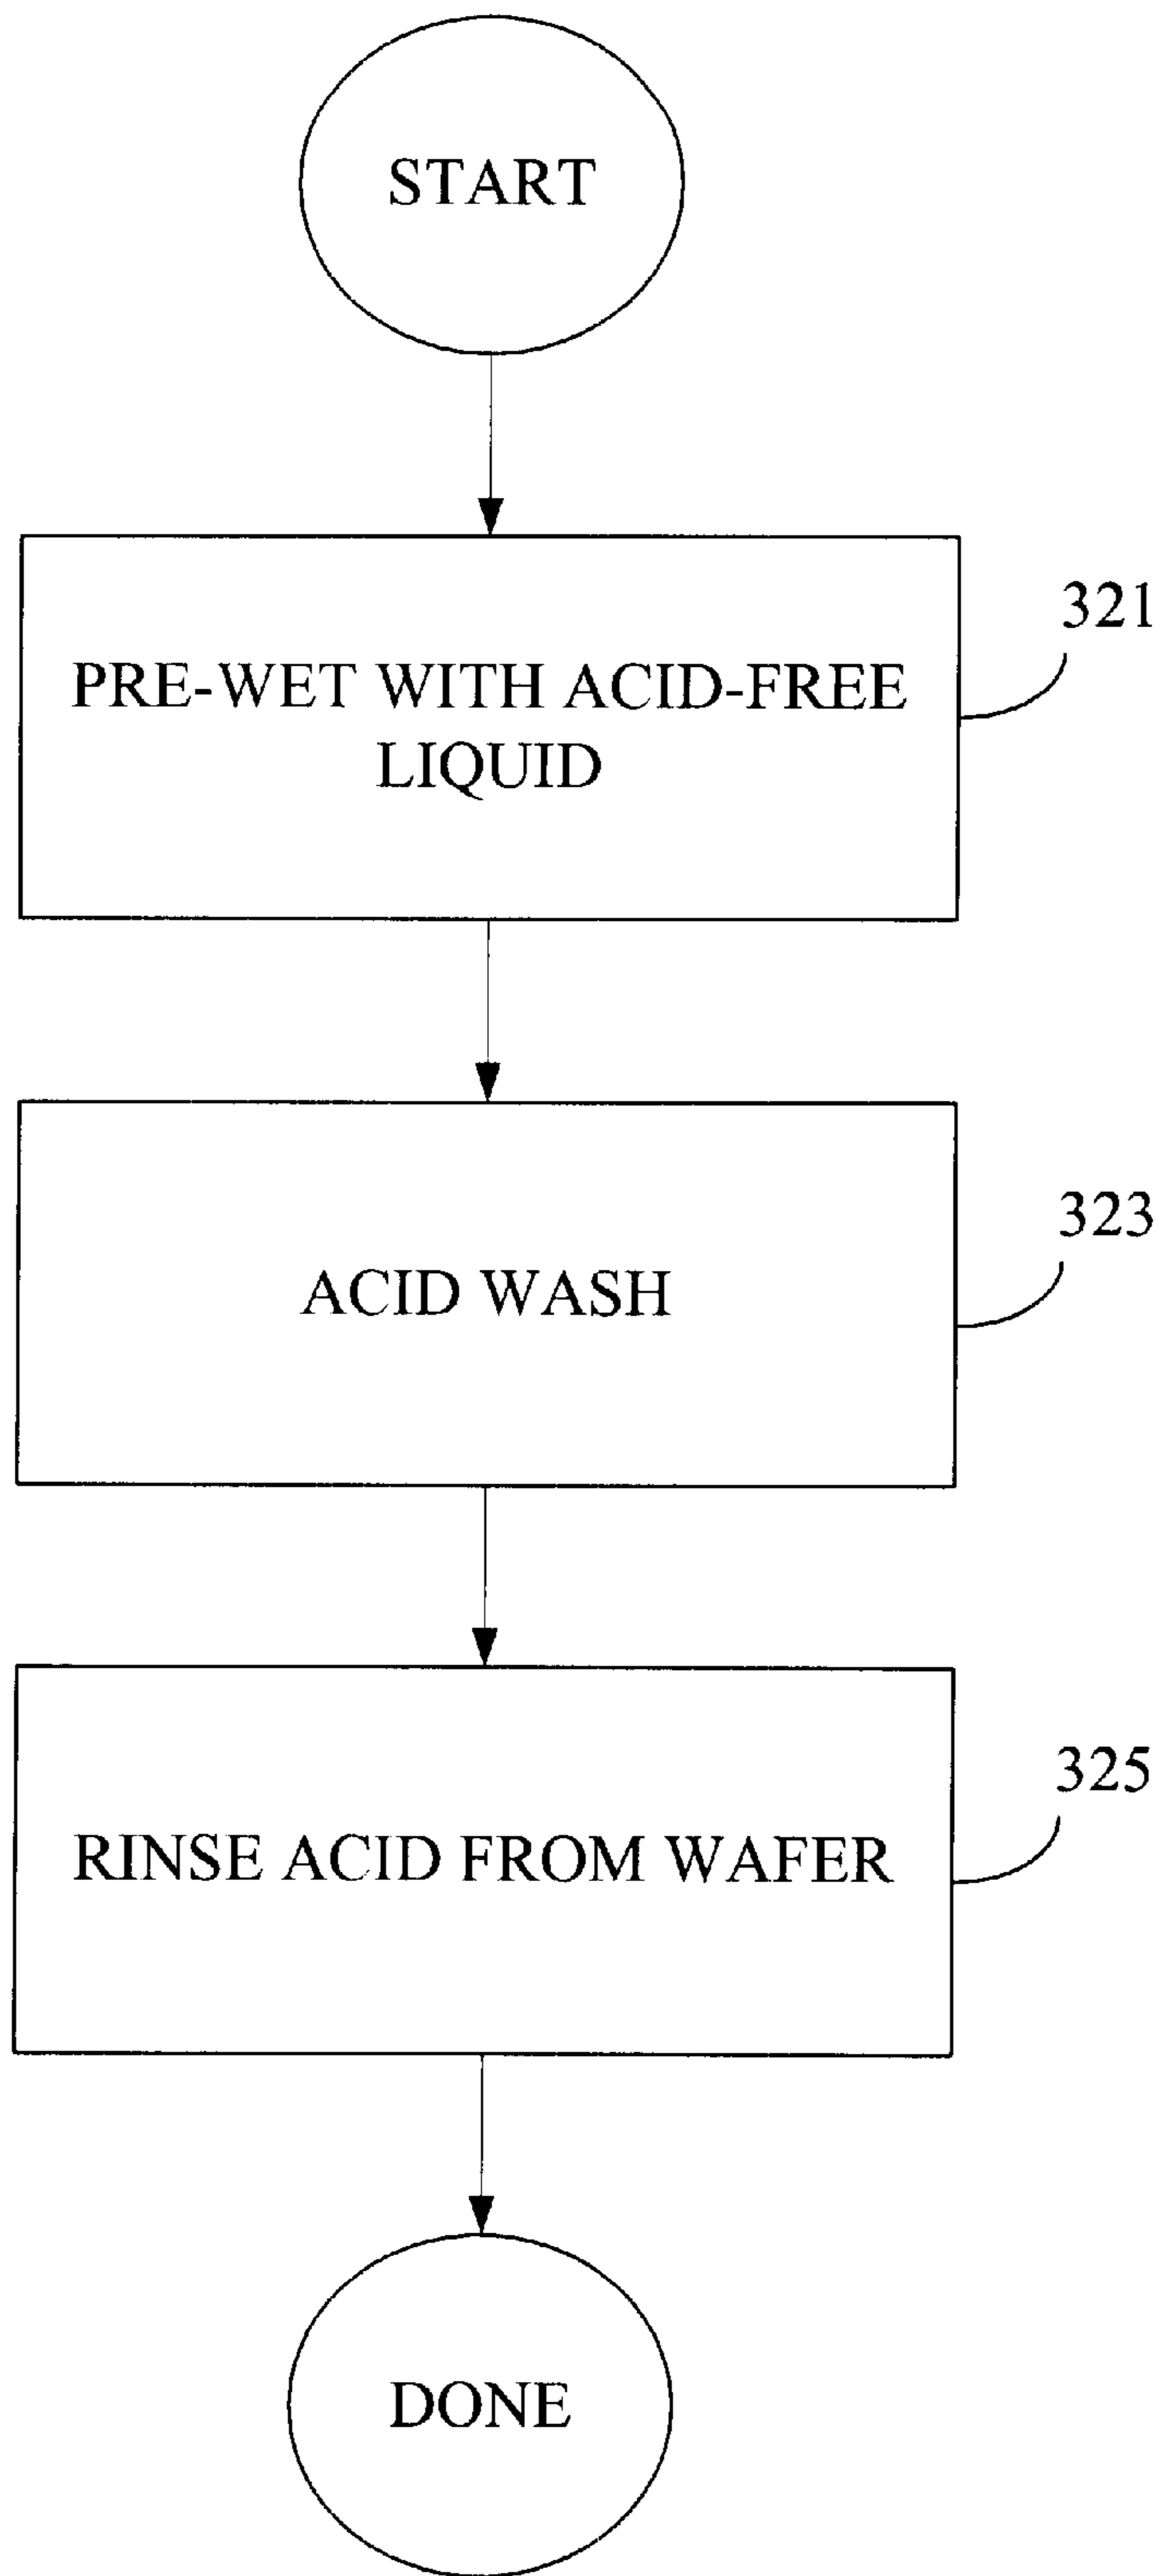 START
321
PRE-WET WITH ACID-FREE
LIQUID
323
ACID WASH
325
RINSE ACID FROM WAFER
DONE